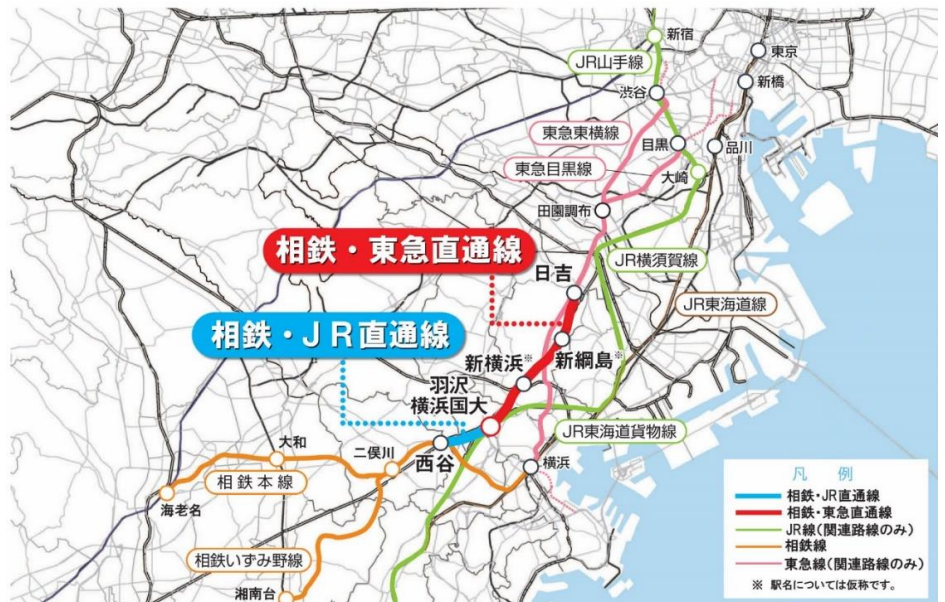 新宿
東京
JR山手線
新橋
渋谷
東急東横線
目黒
品川
東急目黒線
大崎
田園調布
相鉄・東急直通線
JR横須賀線
日吉
JR東海道線
相鉄・JR直通線
新横浜※
新綱島※
羽沢
横浜国大
JR東海道貨物線
大和
二俣川
西谷
横浜
相鉄本線
海老名
相鉄いずみ野線
湘南台
凡例
相鉄・JR直通線
相鉄・東急直通線
JR線(関連路線のみ)
相鉄線
東急線(関連路線のみ)
※ 駅名については仮称です。